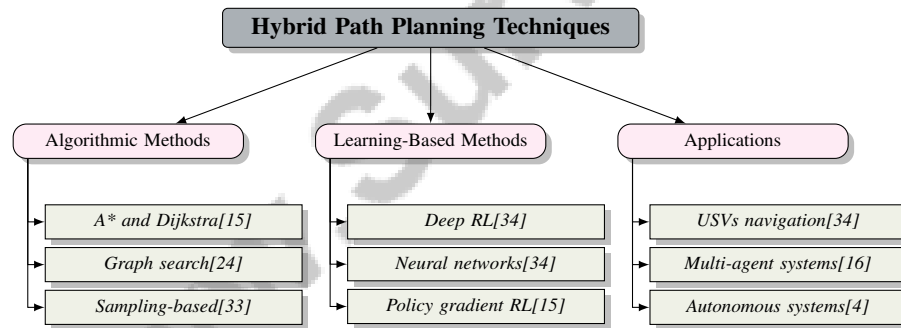 Hybrid Path Planning Techniques
Algorithmic Methods
A* and Dijkstra[15]
Graph search[24]
Sampling-based[33]
Learning-Based Methods
Deep RL[34]
Neural networks[34]
Policy gradient RL[15]
Applications
USVs navigation[34]
Multi-agent systems[16]
Autonomous systems[4]